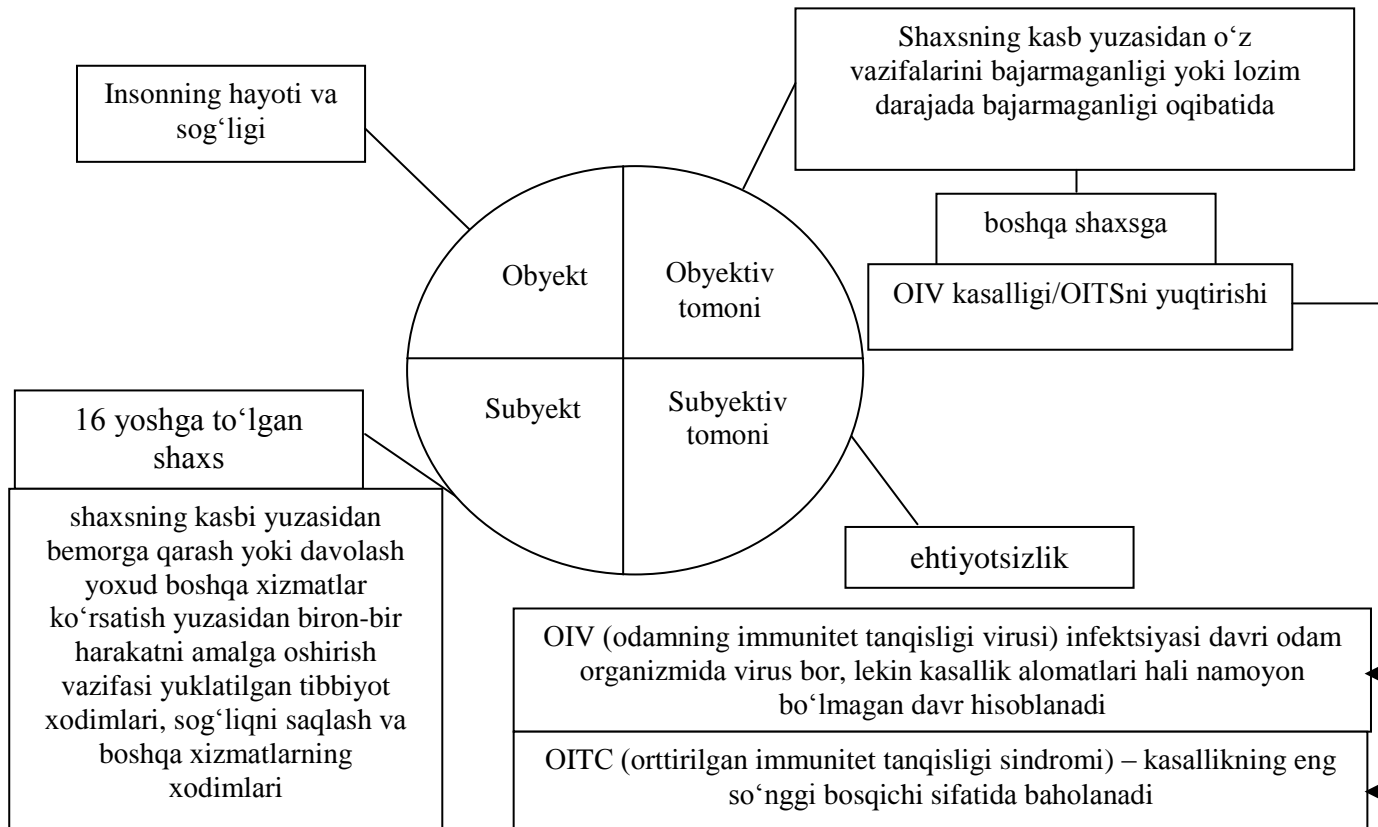 Insonning hayoti va
sog‘ligi
Shaxsning kasb yuzasidan o‘z
vazifalarini bajarmaganligi yoki lozim
darajada bajarmaganligi oqibatida
boshqa shaxsga
OIV kasalligi/OITSni yuqtirishi
Obyekt
Obyektiv
tomoni
Subyekt
Subyektiv
tomoni
16 yoshga to‘lgan
shaxs
shaxsning kasbi yuzasidan
bemorga qarash yoki davolash
yoxud boshqa xizmatlar
ko‘rsatish yuzasidan biron-bir
harakatni amalga oshirish
vazifasi yuklatilgan tibbiyot
xodimlari, sog‘liqni saqlash va
boshqa xizmatlarning
xodimlari
ehtiyotsizlik
OIV (odamning immunitet tanqisligi virusi) infektsiyasi davri odam
organizmida virus bor, lekin kasallik alomatlari hali namoyon
bo‘lmagan davr hisoblanadi
OITC (orttirilgan immunitet tanqisligi sindromi) – kasallikning eng
so‘nggi bosqichi sifatida baholanadi